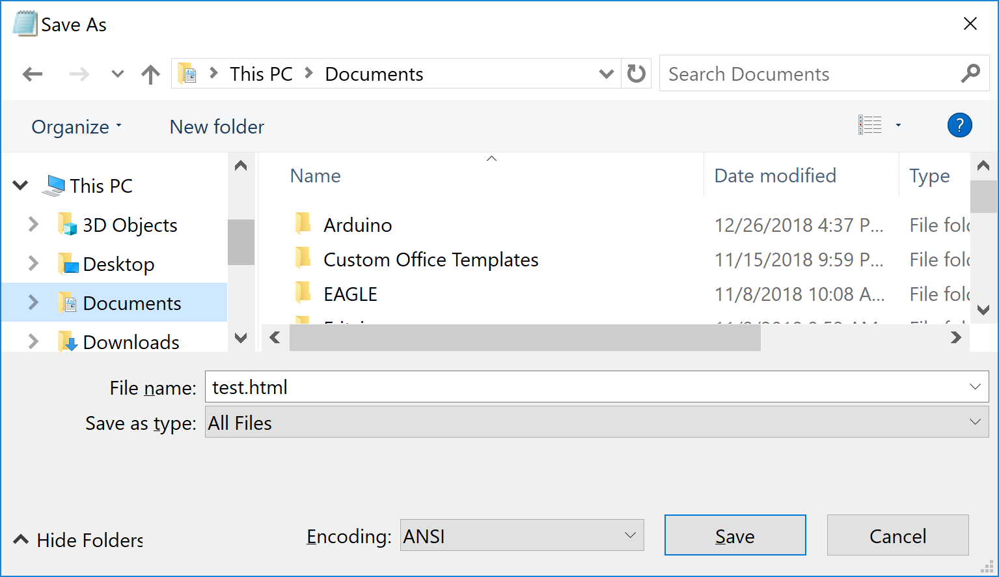 Save As
This PC Documents
Search Documents
Organize New folder
?
This PC
3D Objects
Desktop
Documents
Downloads
Name Date modified Type
Arduino 12/26/2018 4:37 P... File fol
Custom Office Templates 11/15/2018 9:59 P... File fol
EAGLE 11/8/2018 10:08 A... File fol
File name: test.html
Save as type: All Files
Hide Folders
Encoding: ANSI
Save
Cancel